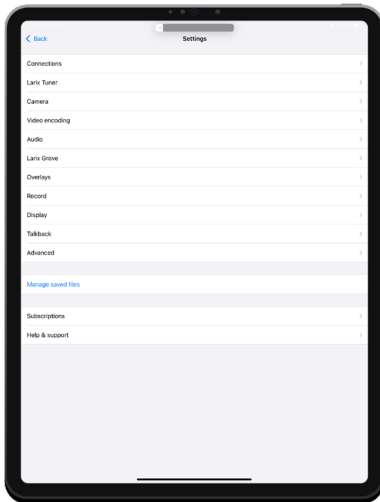 Back
Settings
Connections
Larix Tuner
Camera
Video encoding
Audio
Larix Grove
Overlays
Record
Display
Talkback
Advanced
Manage saved files
Subscriptions
Help & support